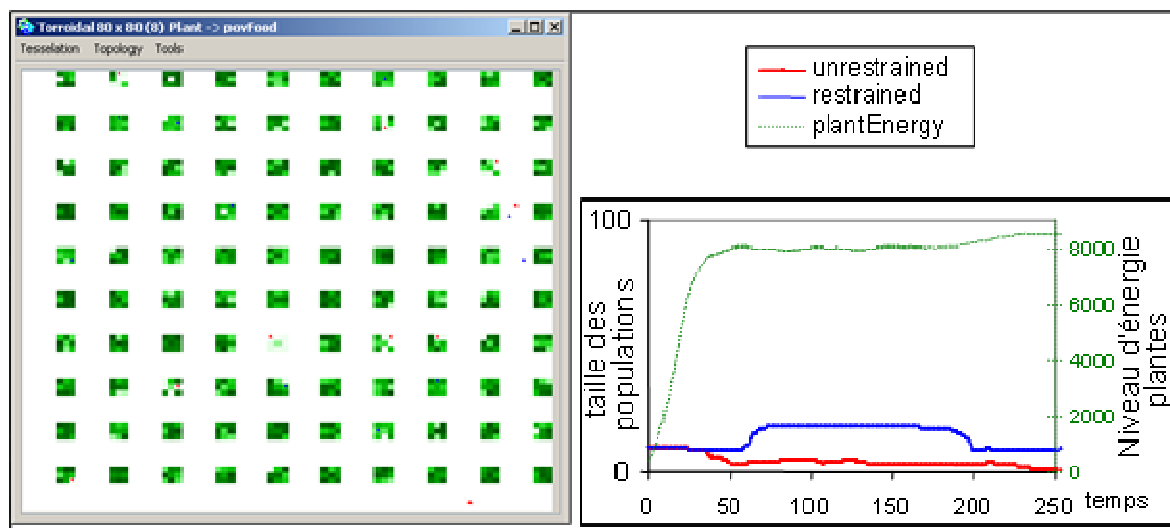 Torroidal 80 x 80 (8) Plant -> povFood
Tesselation Topology Tools
unrestrained
restrained
plantEnergy
100
0
taille des
populations
8000
6000
4000
2000
0
Niveau d'énergie
plantes
0 50 100 150 200 250 temps